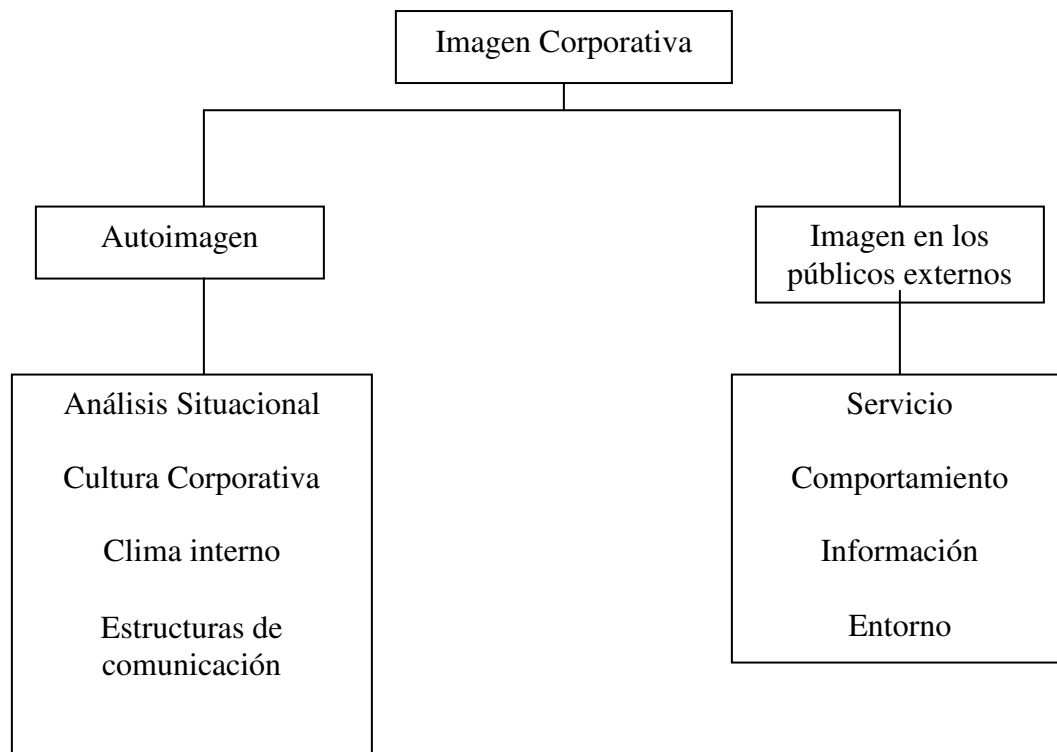 Imagen Corporativa
Autoimagen
Imagen en los
públicos externos
Análisis Situacional
Cultura Corporativa
Clima interno
Estructuras de
comunicación
Servicio
Comportamiento
Información
Entorno